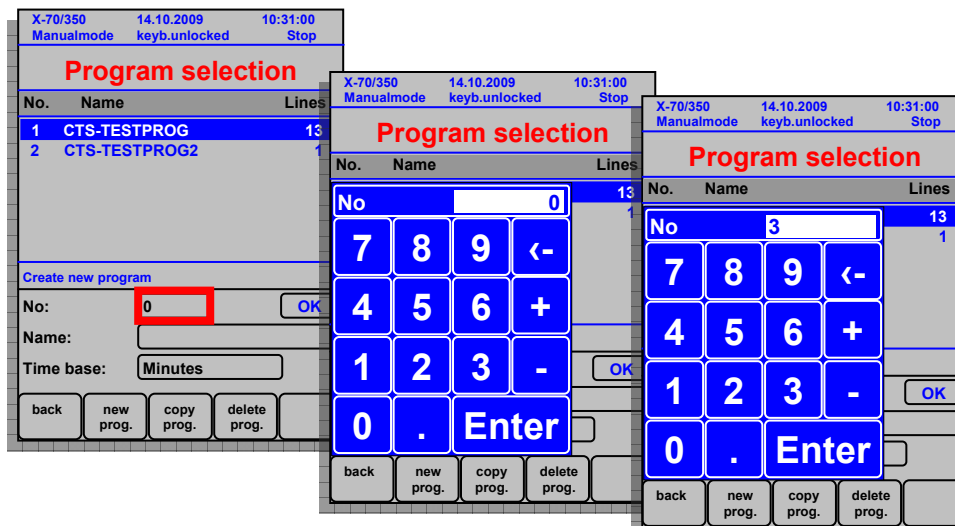 X-70/350 14.10.2009 10:31:00
Manualmode keyb.unlocked Stop
Program selection
No. Name Lines
1 CTS-TESTPROG 13
2 CTS-TESTPROG2 1
Create new program
No: 0 OK
Name:
Time base: Minutes
back new prog. copy prog. delete prog.
X-70/350 14.10.2009 10:31:00
Manualmode keyb.unlocked Stop
Program selection
No. Name Lines
13
1
No 0
7 8 9 ‹-
4 5 6 +
1 2 3 -
OK
0 . Enter
back new prog. copy prog. delete prog.
X-70/350 14.10.2009 10:31:00
Manualmode keyb.unlocked Stop
Program selection
No. Name Lines
13
1
No 3
7 8 9 ‹-
4 5 6 +
1 2 3 -
OK
0 . Enter
back new prog. copy prog. delete prog.